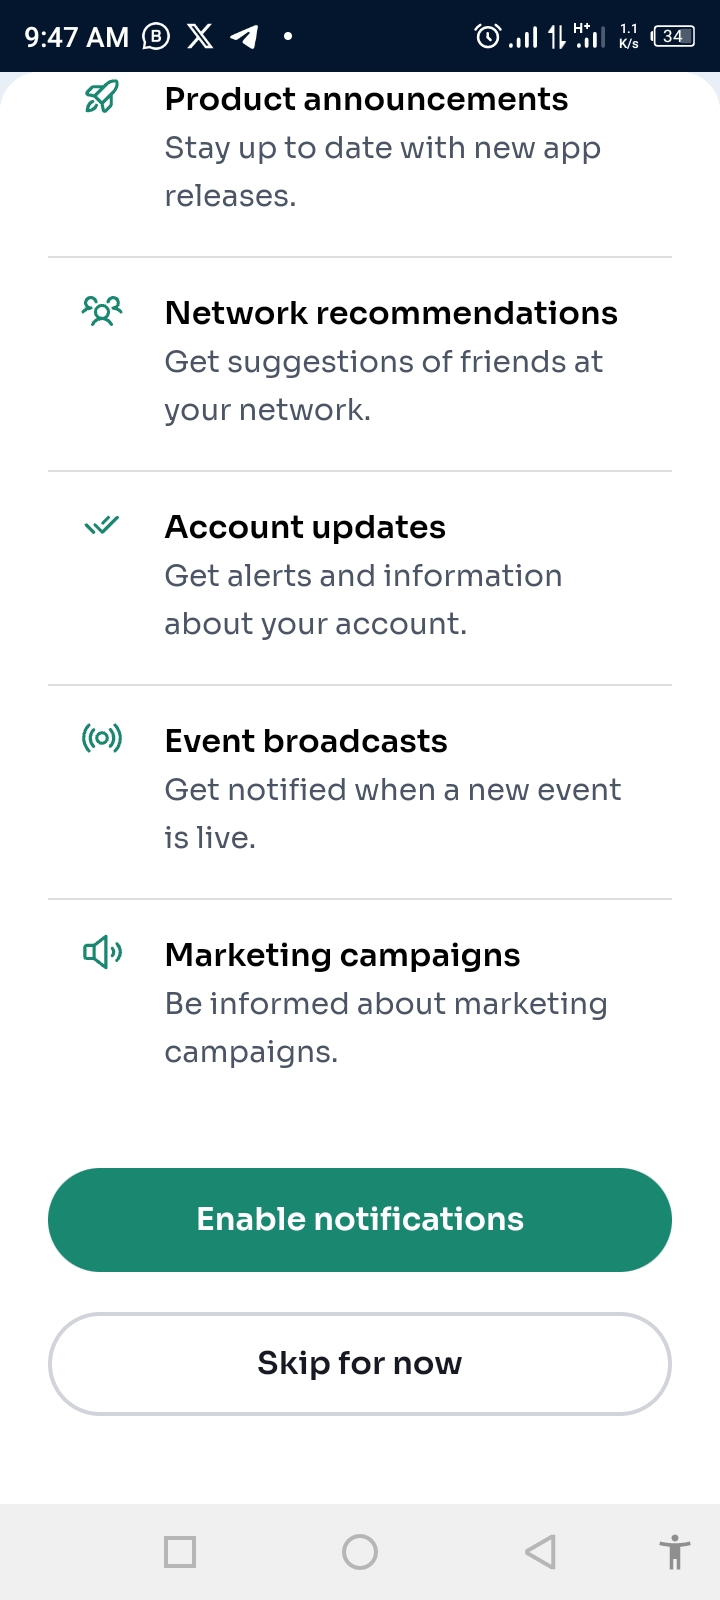 9:47 AM
H+
1.1
K/s
34
Product announcements
Stay up to date with new app
releases.
Network recommendations
Get suggestions of friends at
your network.
Account updates
Get alerts and information
about your account.
Event broadcasts
Get notified when a new event
is live.
Marketing campaigns
Be informed about marketing
campaigns.
Enable notifications
Skip for now